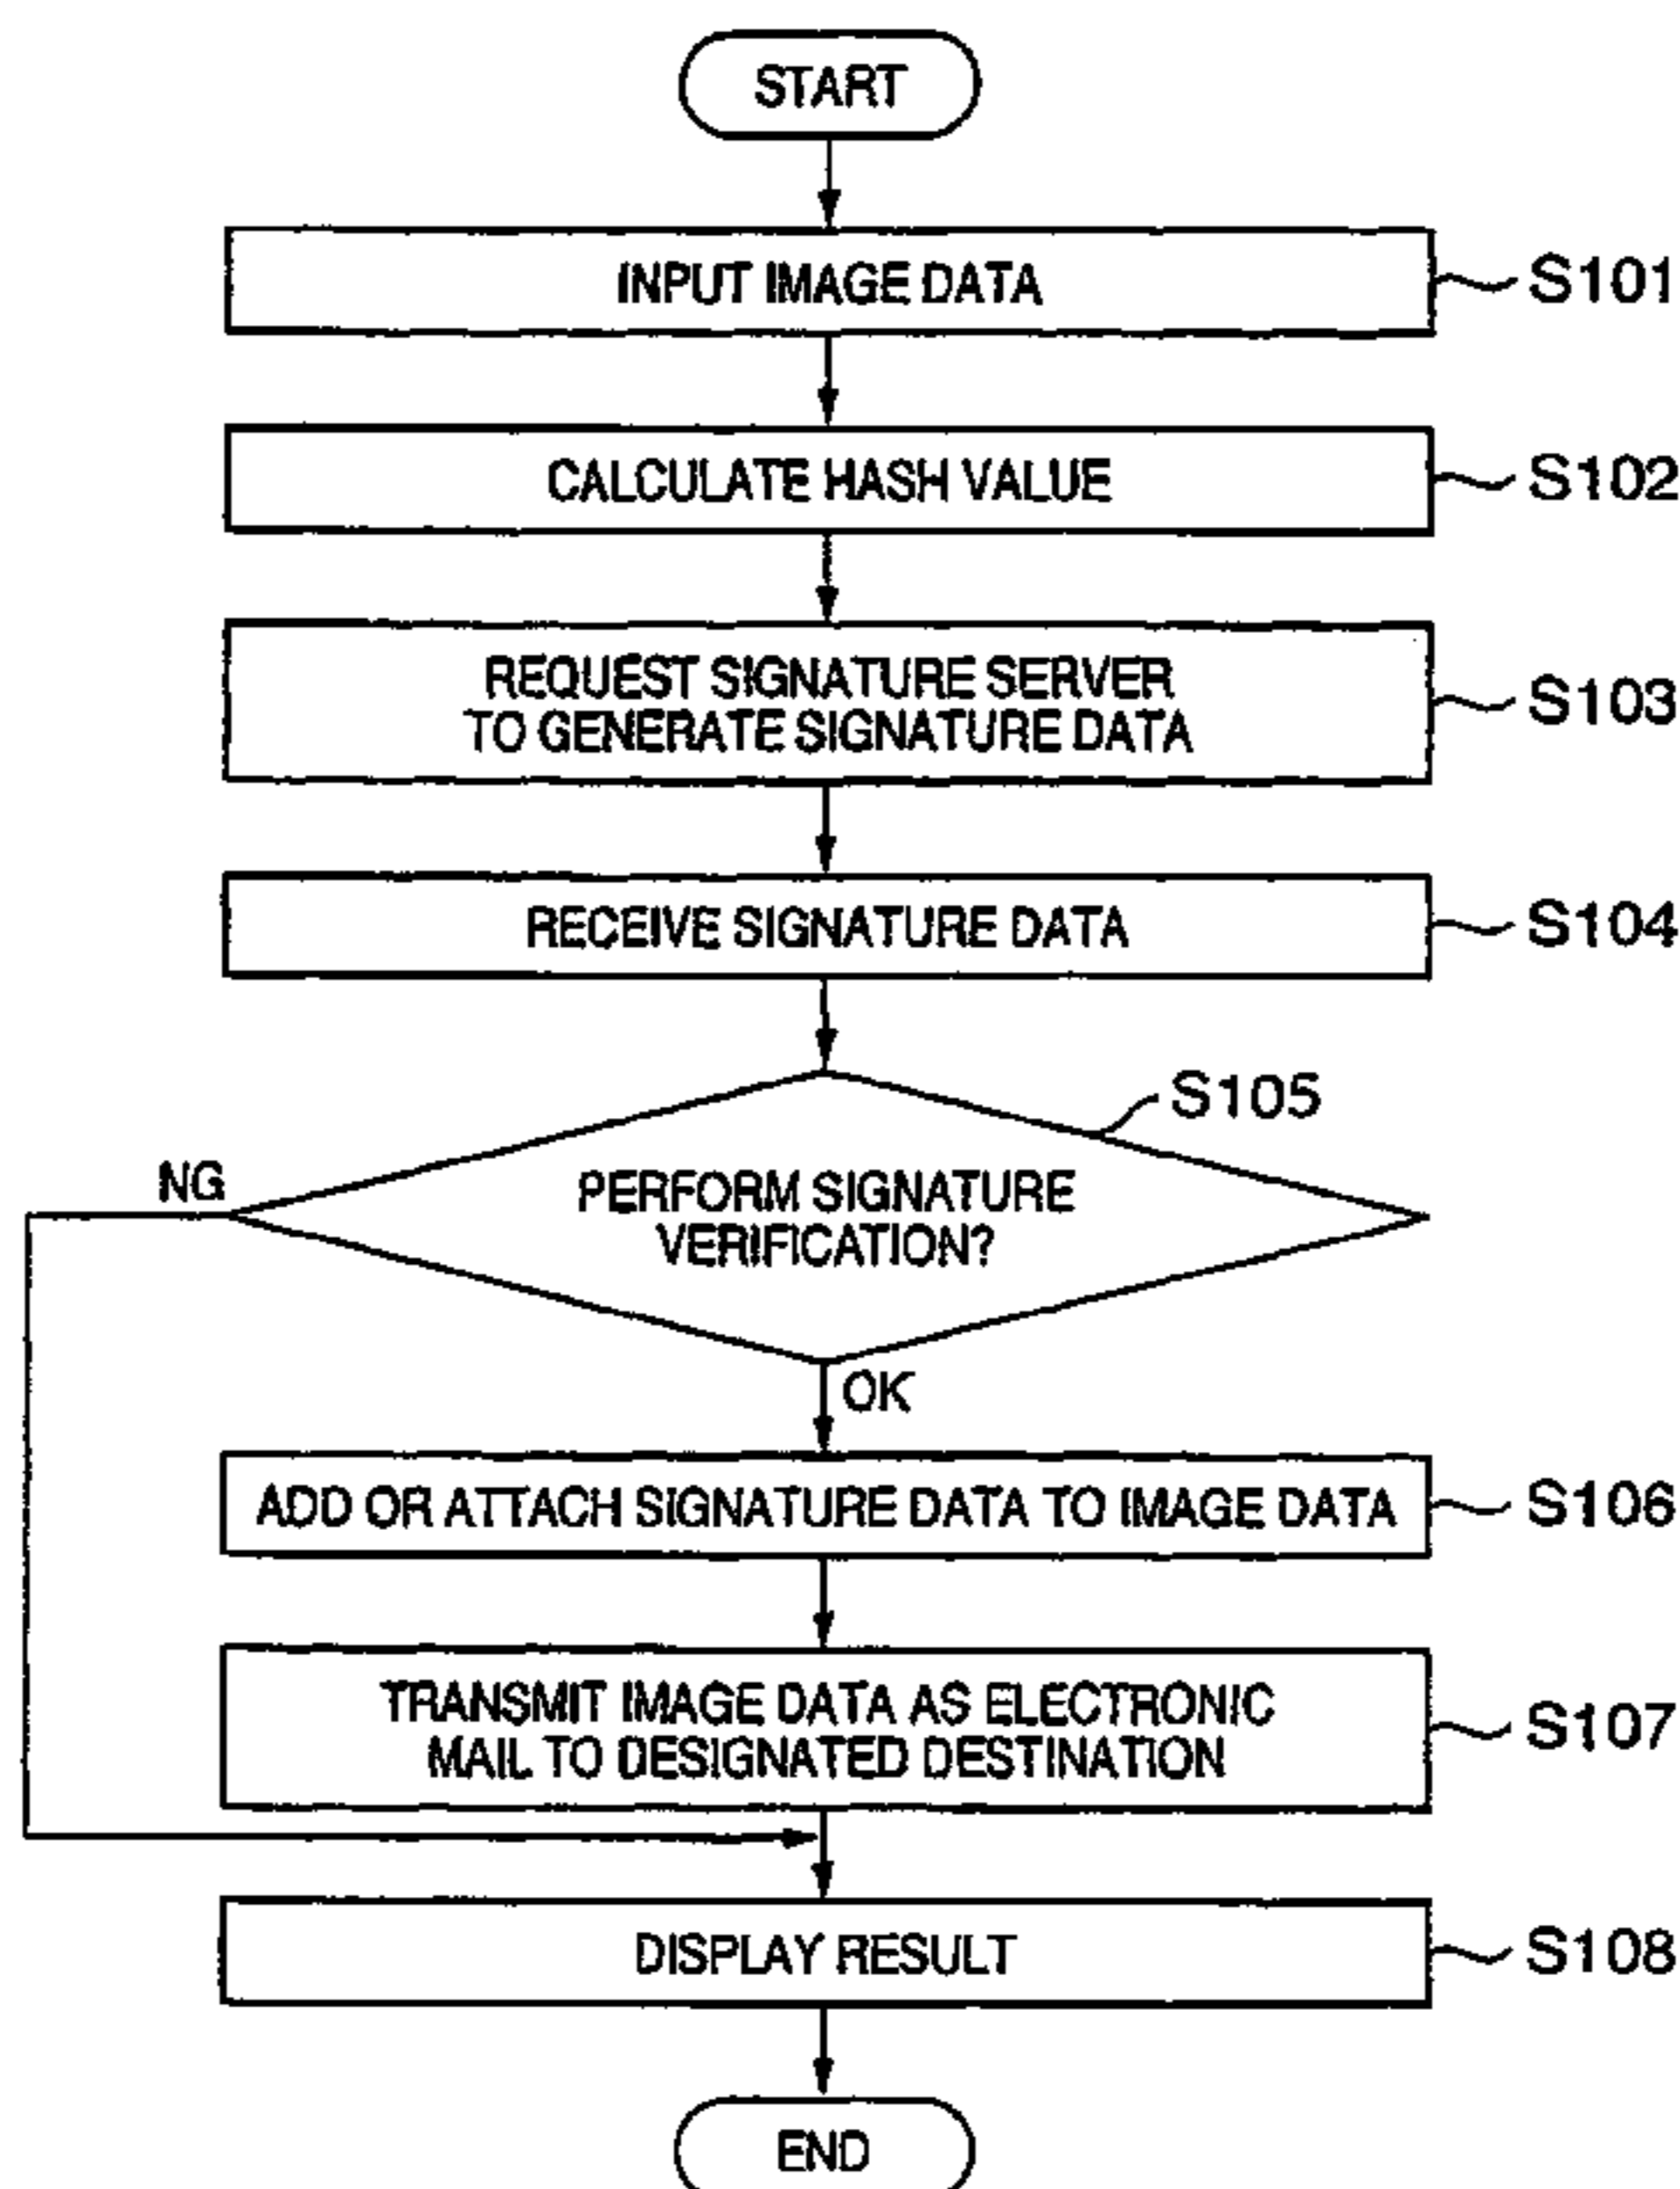 START
INPUT IMAGE DATA
S101
CALCULATE HASH VALUE
S102
REQUEST SIGNATURE SERVER
TO GENERATE SIGNATURE DATA
S103
RECEIVE SIGNATURE DATA
S104
S105
NG
PERFORM SIGNATURE
VERIFICATION?
OK
ADD OR ATTACH SIGNATURE DATA TO IMAGE DATA
S106
TRANSMIT IMAGE DATA AS ELECTRONIC
MAIL TO DESIGNATED DESTINATION
S107
DISPLAY RESULT
S108
END